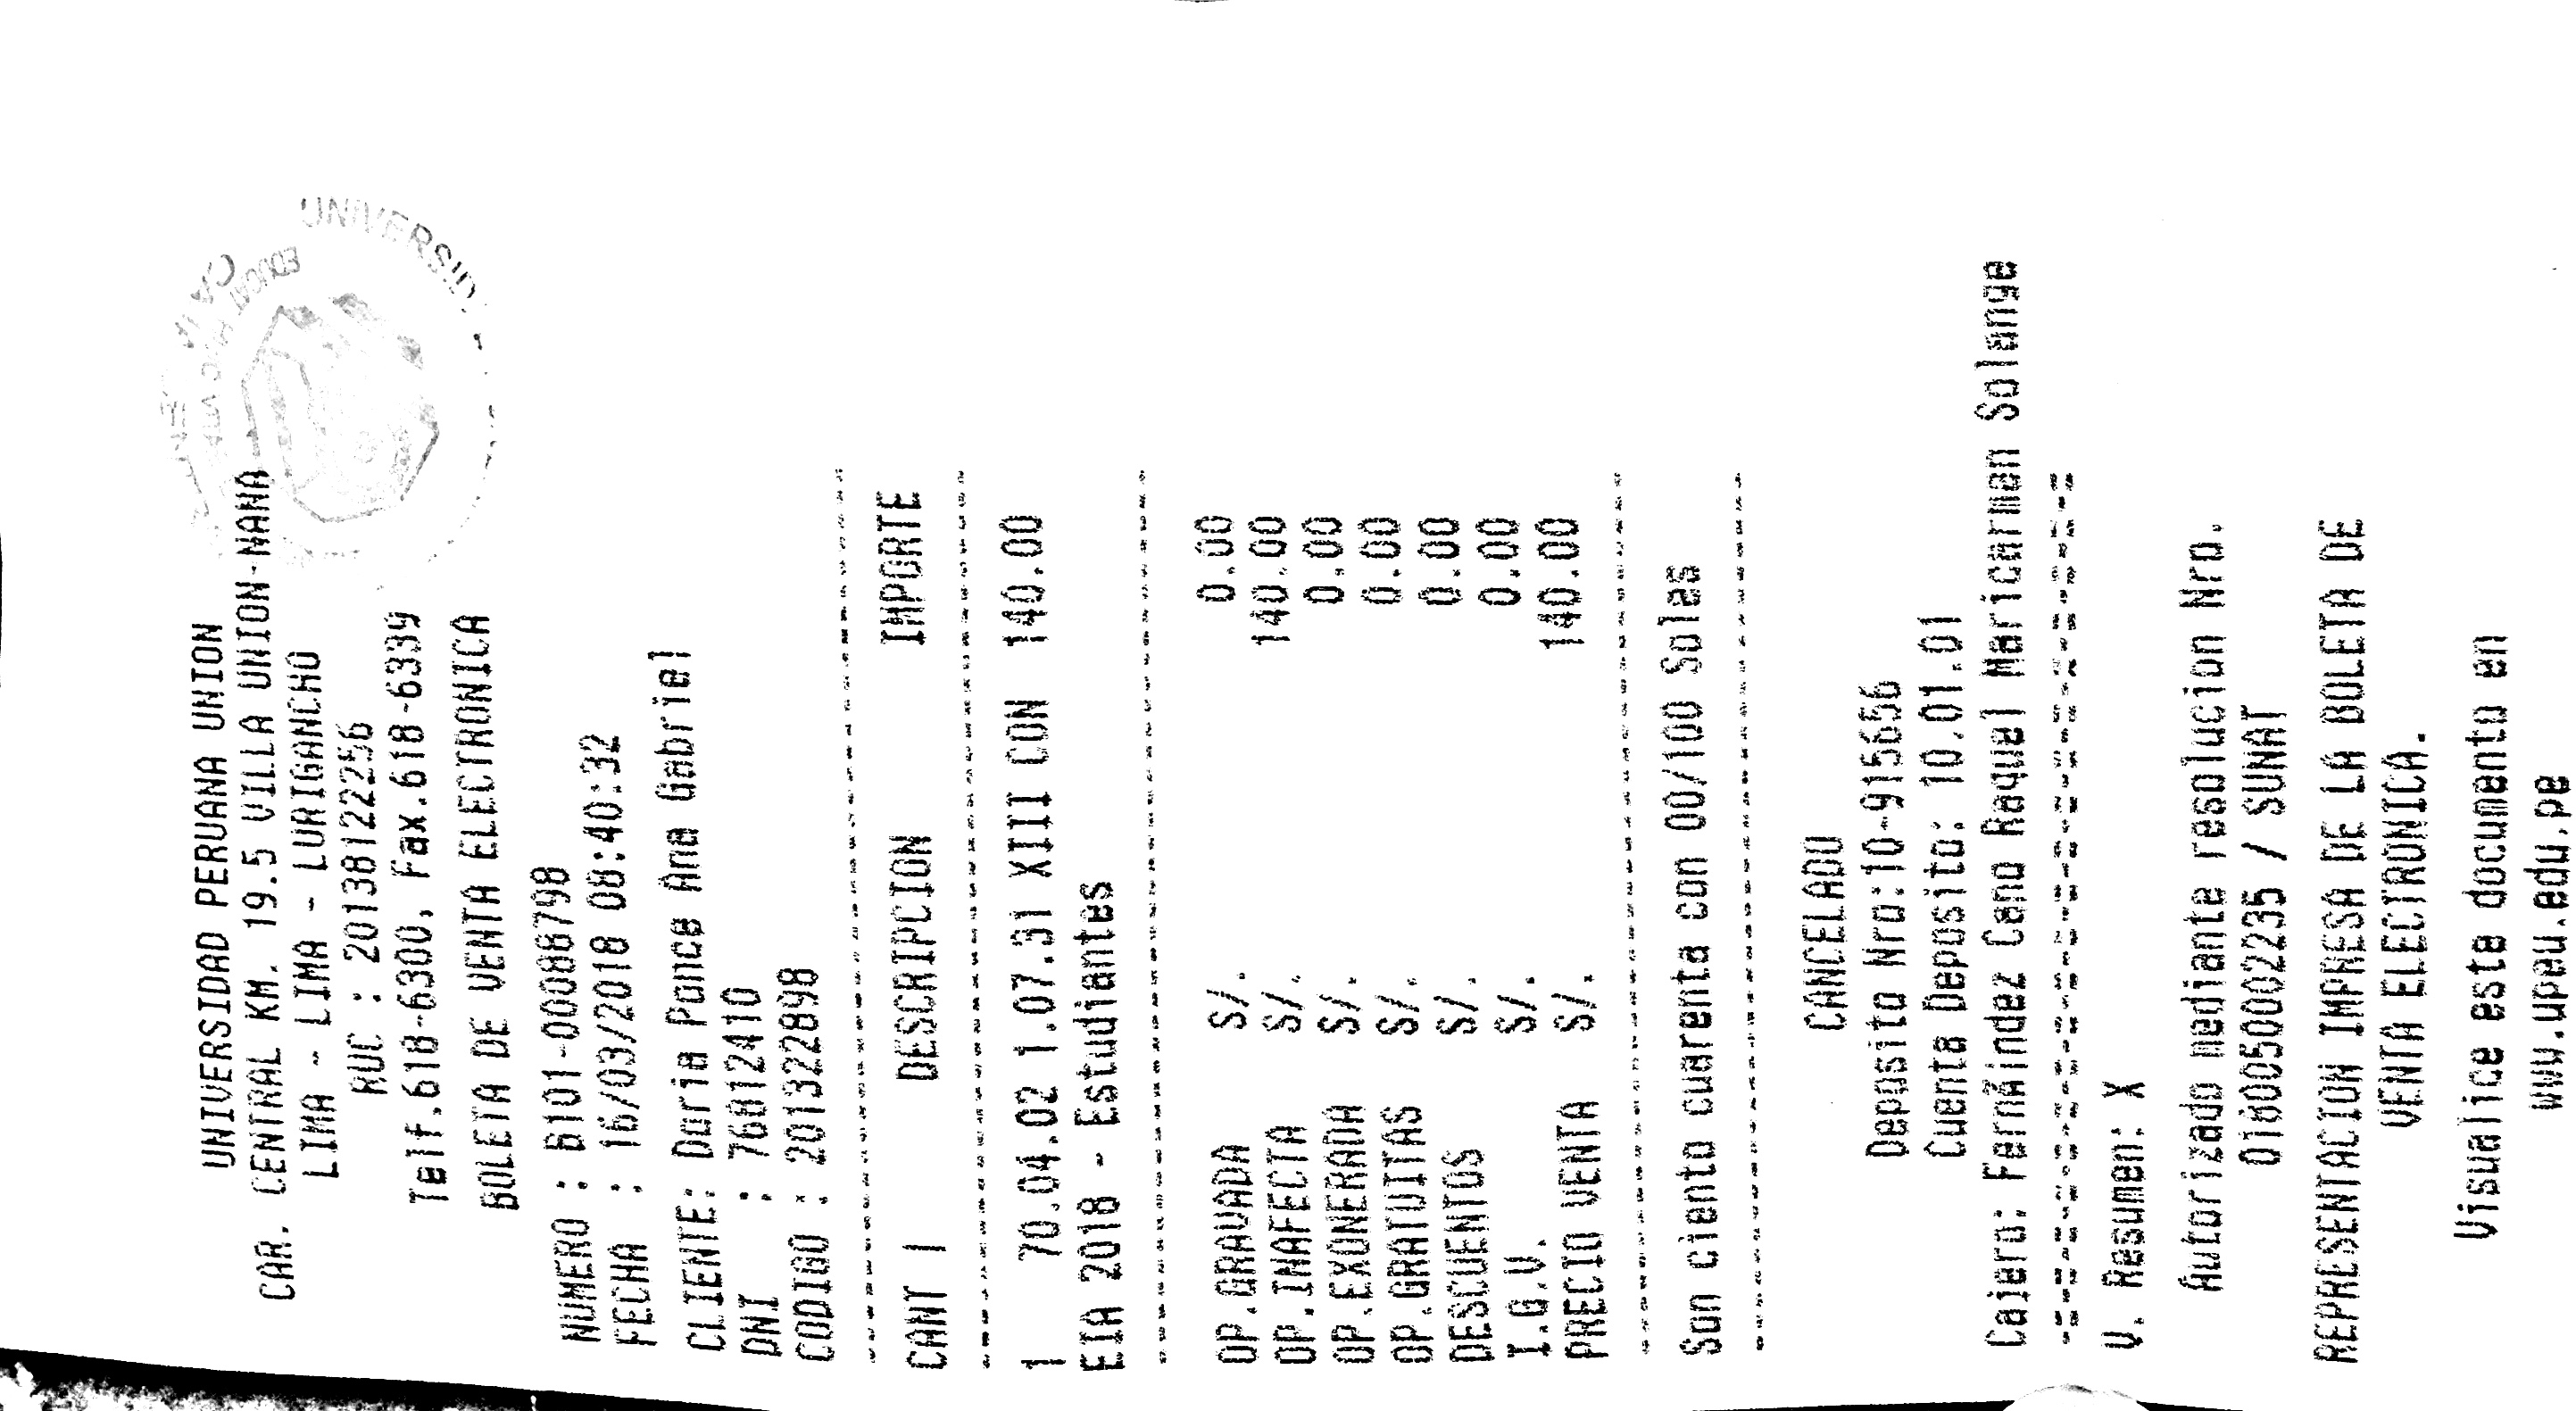 UNIVERSIDAD PERUANA UNION
CAR. CENTRAL KM. 19.5 VILLA UNION-NANA
LIMA - LIMA - LURIGANCHO
RUC : 20138122256
Telf.618-6300, Fax.618-6339
BOLETA DE VENTA ELECTRONICA
NUMERO : B101-00088798
FECHA : 16/03/2018 08:40:32
CLIENTE: Doria Ponce Ana Gabriel
DNI : 76812410
CODIGO : 201322898
CANT | DESCRIPCION IMPORTE
1 70.04.02 1.07.31 XIII CON 140.00
EIA 2018 - Estudiantes
OP.GRAVADA S/. 0.00
OP.INAFECTA S/. 140.00
OP.EXONERADA S/. 0.00
OP.GRATUITAS S/. 0.00
DESCUENTOS S/. 0.00
I.G.V. S/. 0.00
PRECIO VENTA S/. 140.00
Son ciento cuarenta con 00/100 Soles
CANCELADO
Deposito Nro:10-915656
Cuenta Deposito: 10.01.01
Cajero: FernÃindez Cano Raquel Maricarmen Solange
-=-=-=-=-=-=-=-=-=-=-=-=-=-=-=-=-=-=-=-=-=
V. Resumen: X
Autorizado mediante resolucion Nro.
0180050002235 / SUNAT
REPRESENTACION IMPRESA DE LA BOLETA DE
VENTA ELECTRONICA.
Visualice este documento en
www.upeu.edu.pe